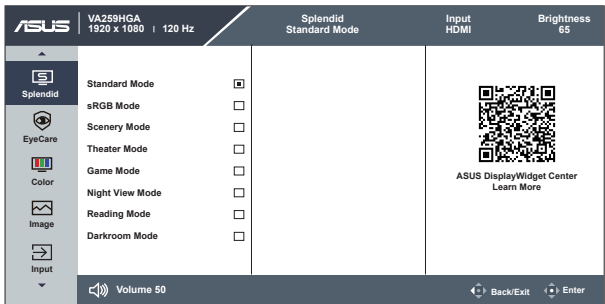 ASUS
VA259HGA
1920 x 1080 | 120 Hz
Splendid
Standard Mode
Input
HDMI
Brightness
65
Splendid
EyeCare
Color
Image
Input
Standard Mode
sRGB Mode
Scenery Mode
Theater Mode
Game Mode
Night View Mode
Reading Mode
Darkroom Mode
ASUS DisplayWidget Center
Learn More
Volume 50
Back/Exit
Enter